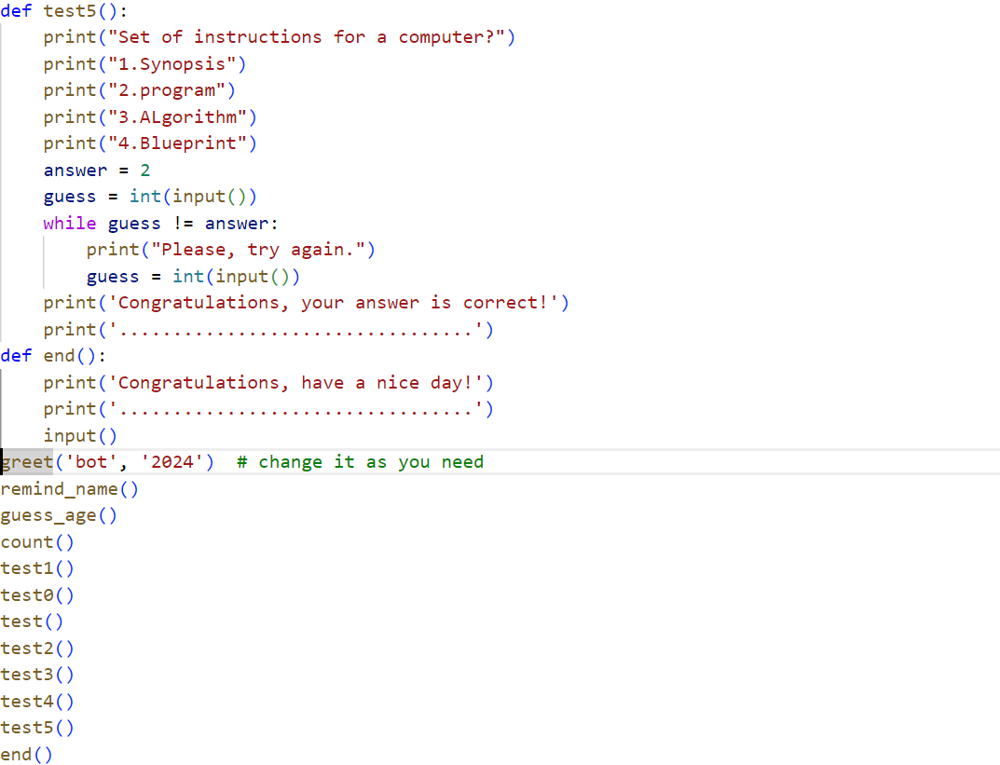 def test5():
    print("Set of instructions for a computer?")
    print("1.Synopsis")
    print("2.program")
    print("3.ALgorithm")
    print("4.Blueprint")
    answer = 2
    guess = int(input())
    while guess != answer:
        print("Please, try again.")
        guess = int(input())
    print('Congratulations, your answer is correct!')
    print('.................................')
def end():
    print('Congratulations, have a nice day!')
    print('.................................')
    input()
greet('bot', '2024')  # change it as you need
remind_name()
guess_age()
count()
test1()
test0()
test()
test2()
test3()
test4()
test5()
end()